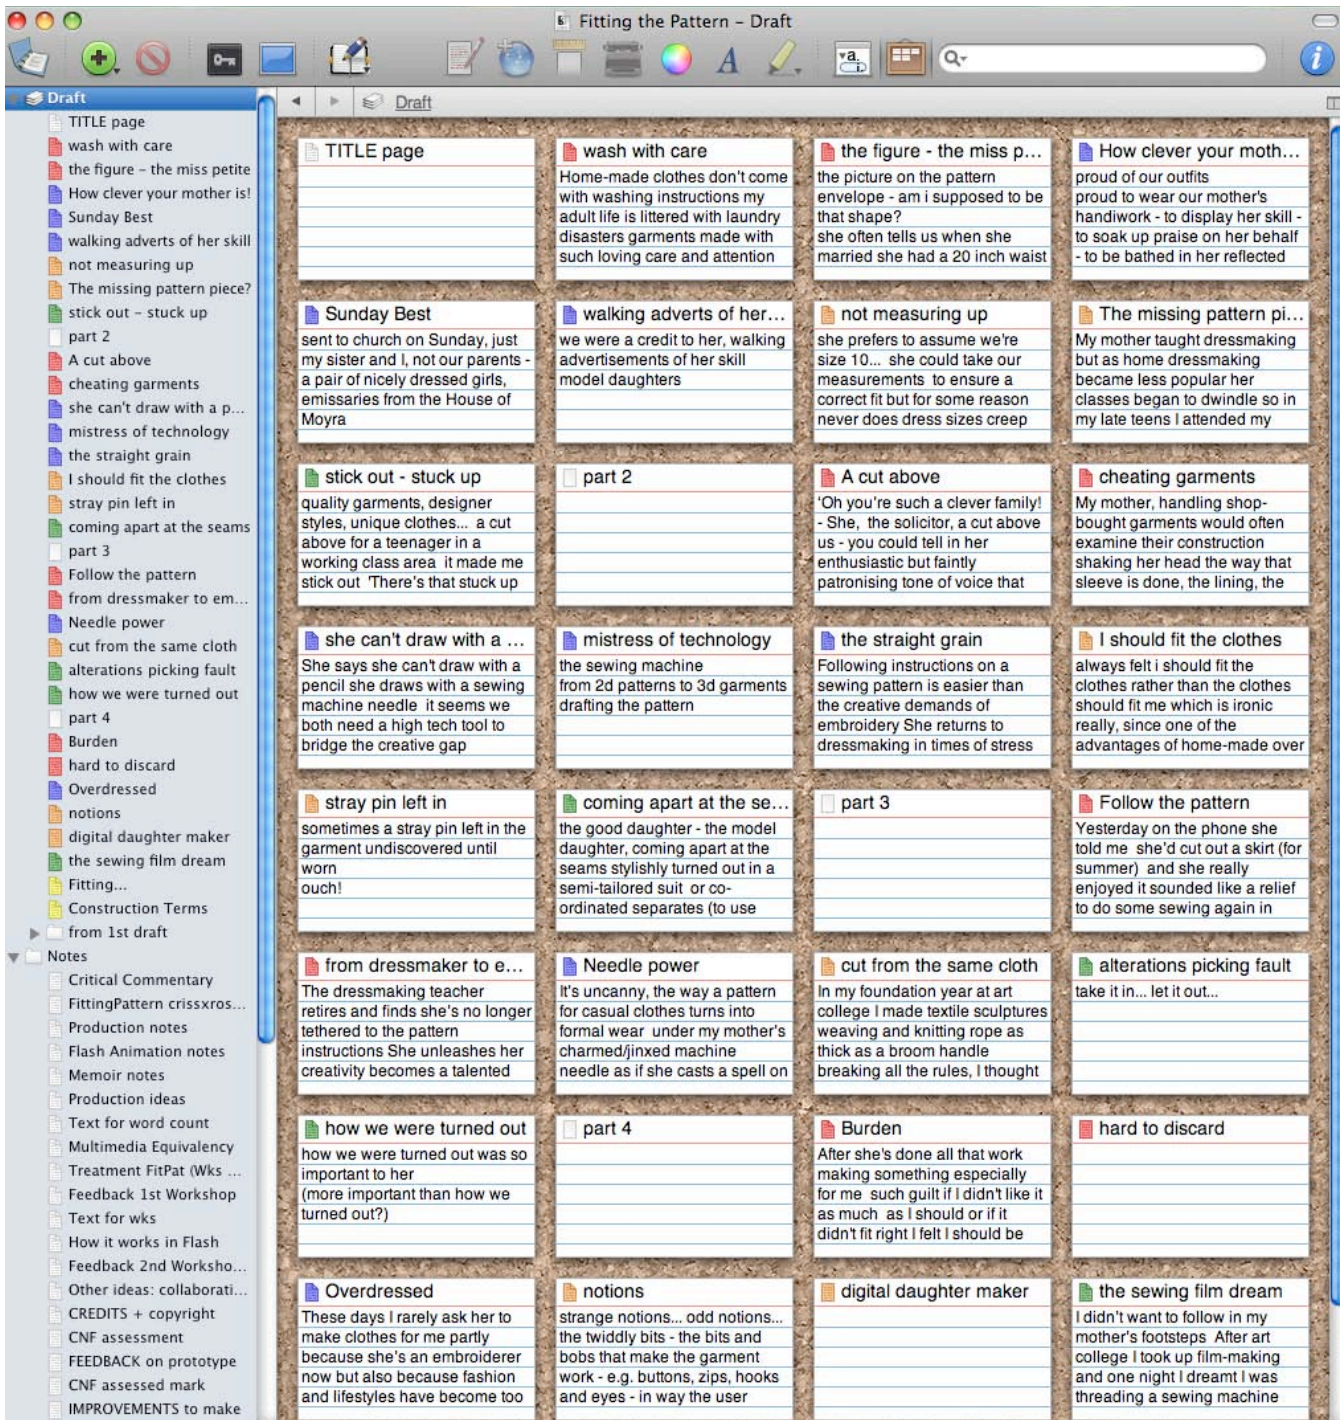 Fitting the Pattern – Draft
Draft
TITLE page
wash with care
the figure – the miss petite
How clever your mother is!
Sunday Best
walking adverts of her skill
not measuring up
The missing pattern piece?
stick out – stuck up
part 2
A cut above
cheating garments
she can't draw with a p...
mistress of technology
the straight grain
I should fit the clothes
stray pin left in
coming apart at the seams
part 3
Follow the pattern
from dressmaker to em...
Needle power
cut from the same cloth
alterations picking fault
how we were turned out
part 4
Burden
hard to discard
Overdressed
notions
digital daughter maker
the sewing film dream
Fitting...
Construction Terms
from 1st draft
Notes
Critical Commentary
FittingPattern crissxros...
Production notes
Flash Animation notes
Memoir notes
Production ideas
Text for word count
Multimedia Equivalency
Treatment FitPat (Wks ...
Feedback 1st Workshop
Text for wks
How it works in Flash
Feedback 2nd Worksho...
Other ideas: collaborati...
CREDITS + copyright
CNF assessment
FEEDBACK on prototype
CNF assessed mark
IMPROVEMENTS to make
Draft
TITLE page
wash with care
Home-made clothes don't come
with washing instructions my
adult life is littered with laundry
disasters garments made with
such loving care and attention
the figure - the miss p...
the picture on the pattern
envelope - am i supposed to be
that shape?
she often tells us when she
married she had a 20 inch waist
How clever your moth...
proud of our outfits
proud to wear our mother's
handiwork - to display her skill -
to soak up praise on her behalf
- to be bathed in her reflected
Sunday Best
sent to church on Sunday, just
my sister and I, not our parents -
a pair of nicely dressed girls,
emissaries from the House of
Moyra
walking adverts of her...
we were a credit to her, walking
advertisements of her skill
model daughters
not measuring up
she prefers to assume we're
size 10... she could take our
measurements to ensure a
correct fit but for some reason
never does dress sizes creep
The missing pattern pi...
My mother taught dressmaking
but as home dressmaking
became less popular her
classes began to dwindle so in
my late teens I attended my
stick out - stuck up
quality garments, designer
styles, unique clothes... a cut
above for a teenager in a
working class area it made me
stick out 'There's that stuck up
part 2
A cut above
'Oh you're such a clever family!
- She, the solicitor, a cut above
us - you could tell in her
enthusiastic but faintly
patronising tone of voice that
cheating garments
My mother, handling shop-
bought garments would often
examine their construction
shaking her head the way that
sleeve is done, the lining, the
she can't draw with a ...
She says she can't draw with a
pencil she draws with a sewing
machine needle it seems we
both need a high tech tool to
bridge the creative gap
mistress of technology
the sewing machine
from 2d patterns to 3d garments
drafting the pattern
the straight grain
Following instructions on a
sewing pattern is easier than
the creative demands of
embroidery She returns to
dressmaking in times of stress
I should fit the clothes
always felt i should fit the
clothes rather than the clothes
should fit me which is ironic
really, since one of the
advantages of home-made over
stray pin left in
sometimes a stray pin left in the
garment undiscovered until
worn
ouch!
coming apart at the se...
the good daughter - the model
daughter, coming apart at the
seams stylishly turned out in a
semi-tailored suit or co-
ordinated separates (to use
part 3
Follow the pattern
Yesterday on the phone she
told me she'd cut out a skirt (for
summer) and she really
enjoyed it sounded like a relief
to do some sewing again in
from dressmaker to e...
The dressmaking teacher
retires and finds she's no longer
tethered to the pattern
instructions She unleashes her
creativity becomes a talented
Needle power
It's uncanny, the way a pattern
for casual clothes turns into
formal wear under my mother's
charmed/jinxed machine
needle as if she casts a spell on
cut from the same cloth
In my foundation year at art
college I made textile sculptures
weaving and knitting rope as
thick as a broom handle
breaking all the rules, I thought
alterations picking fault
take it in... let it out...
how we were turned out
how we were turned out was so
important to her
(more important than how we
turned out?)
part 4
Burden
After she's done all that work
making something especially
for me such guilt if I didn't like it
as much as I should or if it
didn't fit right I felt I should be
hard to discard
Overdressed
These days I rarely ask her to
make clothes for me partly
because she's an embroiderer
now but also because fashion
and lifestyles have become too
notions
strange notions... odd notions...
the twiddly bits - the bits and
bobs that make the garment
work - e.g. buttons, zips, hooks
and eyes - in way the user
digital daughter maker
the sewing film dream
I didn't want to follow in my
mother's footsteps After art
college I took up film-making
and one night I dreamt I was
threading a sewing machine